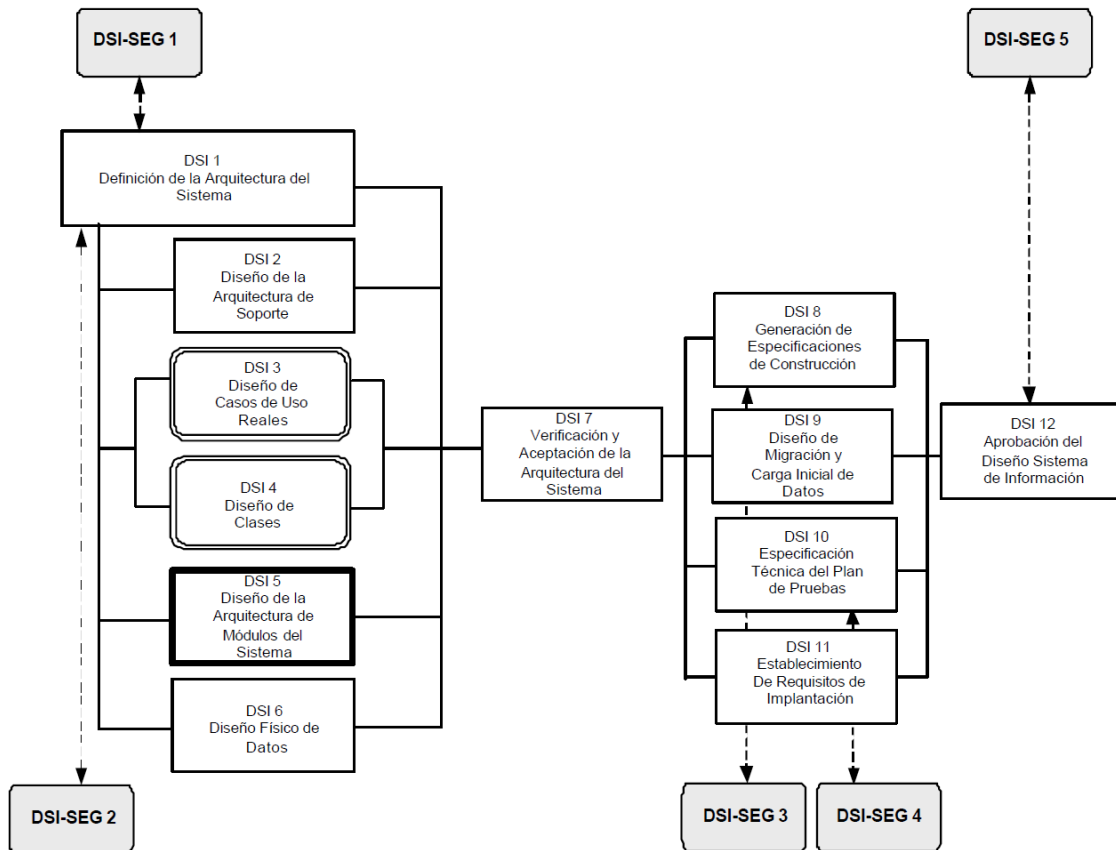 DSI-SEG 1
DSI-SEG 5
DSI 1
Definición de la Arquitectura del
Sistema
DSI 2
Diseño de la
Arquitectura de
Soporte
DSI 3
Diseño de
Casos de Uso
Reales
DSI 4
Diseño de
Clases
DSI 5
Diseño de la
Arquitectura de
Módulos del
Sistema
DSI 6
Diseño Físico de
Datos
DSI 7
Verificación y
Aceptación de la
Arquitectura del
Sistema
DSI 8
Generación de
Especificaciones
de Construcción
DSI 9
Diseño de
Migración y
Carga Inicial de
Datos
DSI 10
Especificación
Técnica del Plan
de Pruebas
DSI 11
Establecimiento
De Requisitos de
Implantación
DSI 12
Aprobación del
Diseño Sistema
de Información
DSI-SEG 2
DSI-SEG 3
DSI-SEG 4